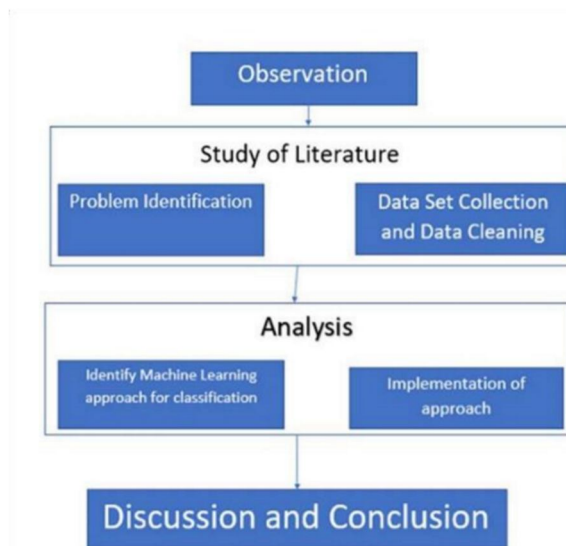 Observation
Study of Literature
Problem Identification
Data Set Collection
and Data Cleaning
Analysis
Identify Machine Learning
approach for classification
Implementation of
approach
Discussion and Conclusion